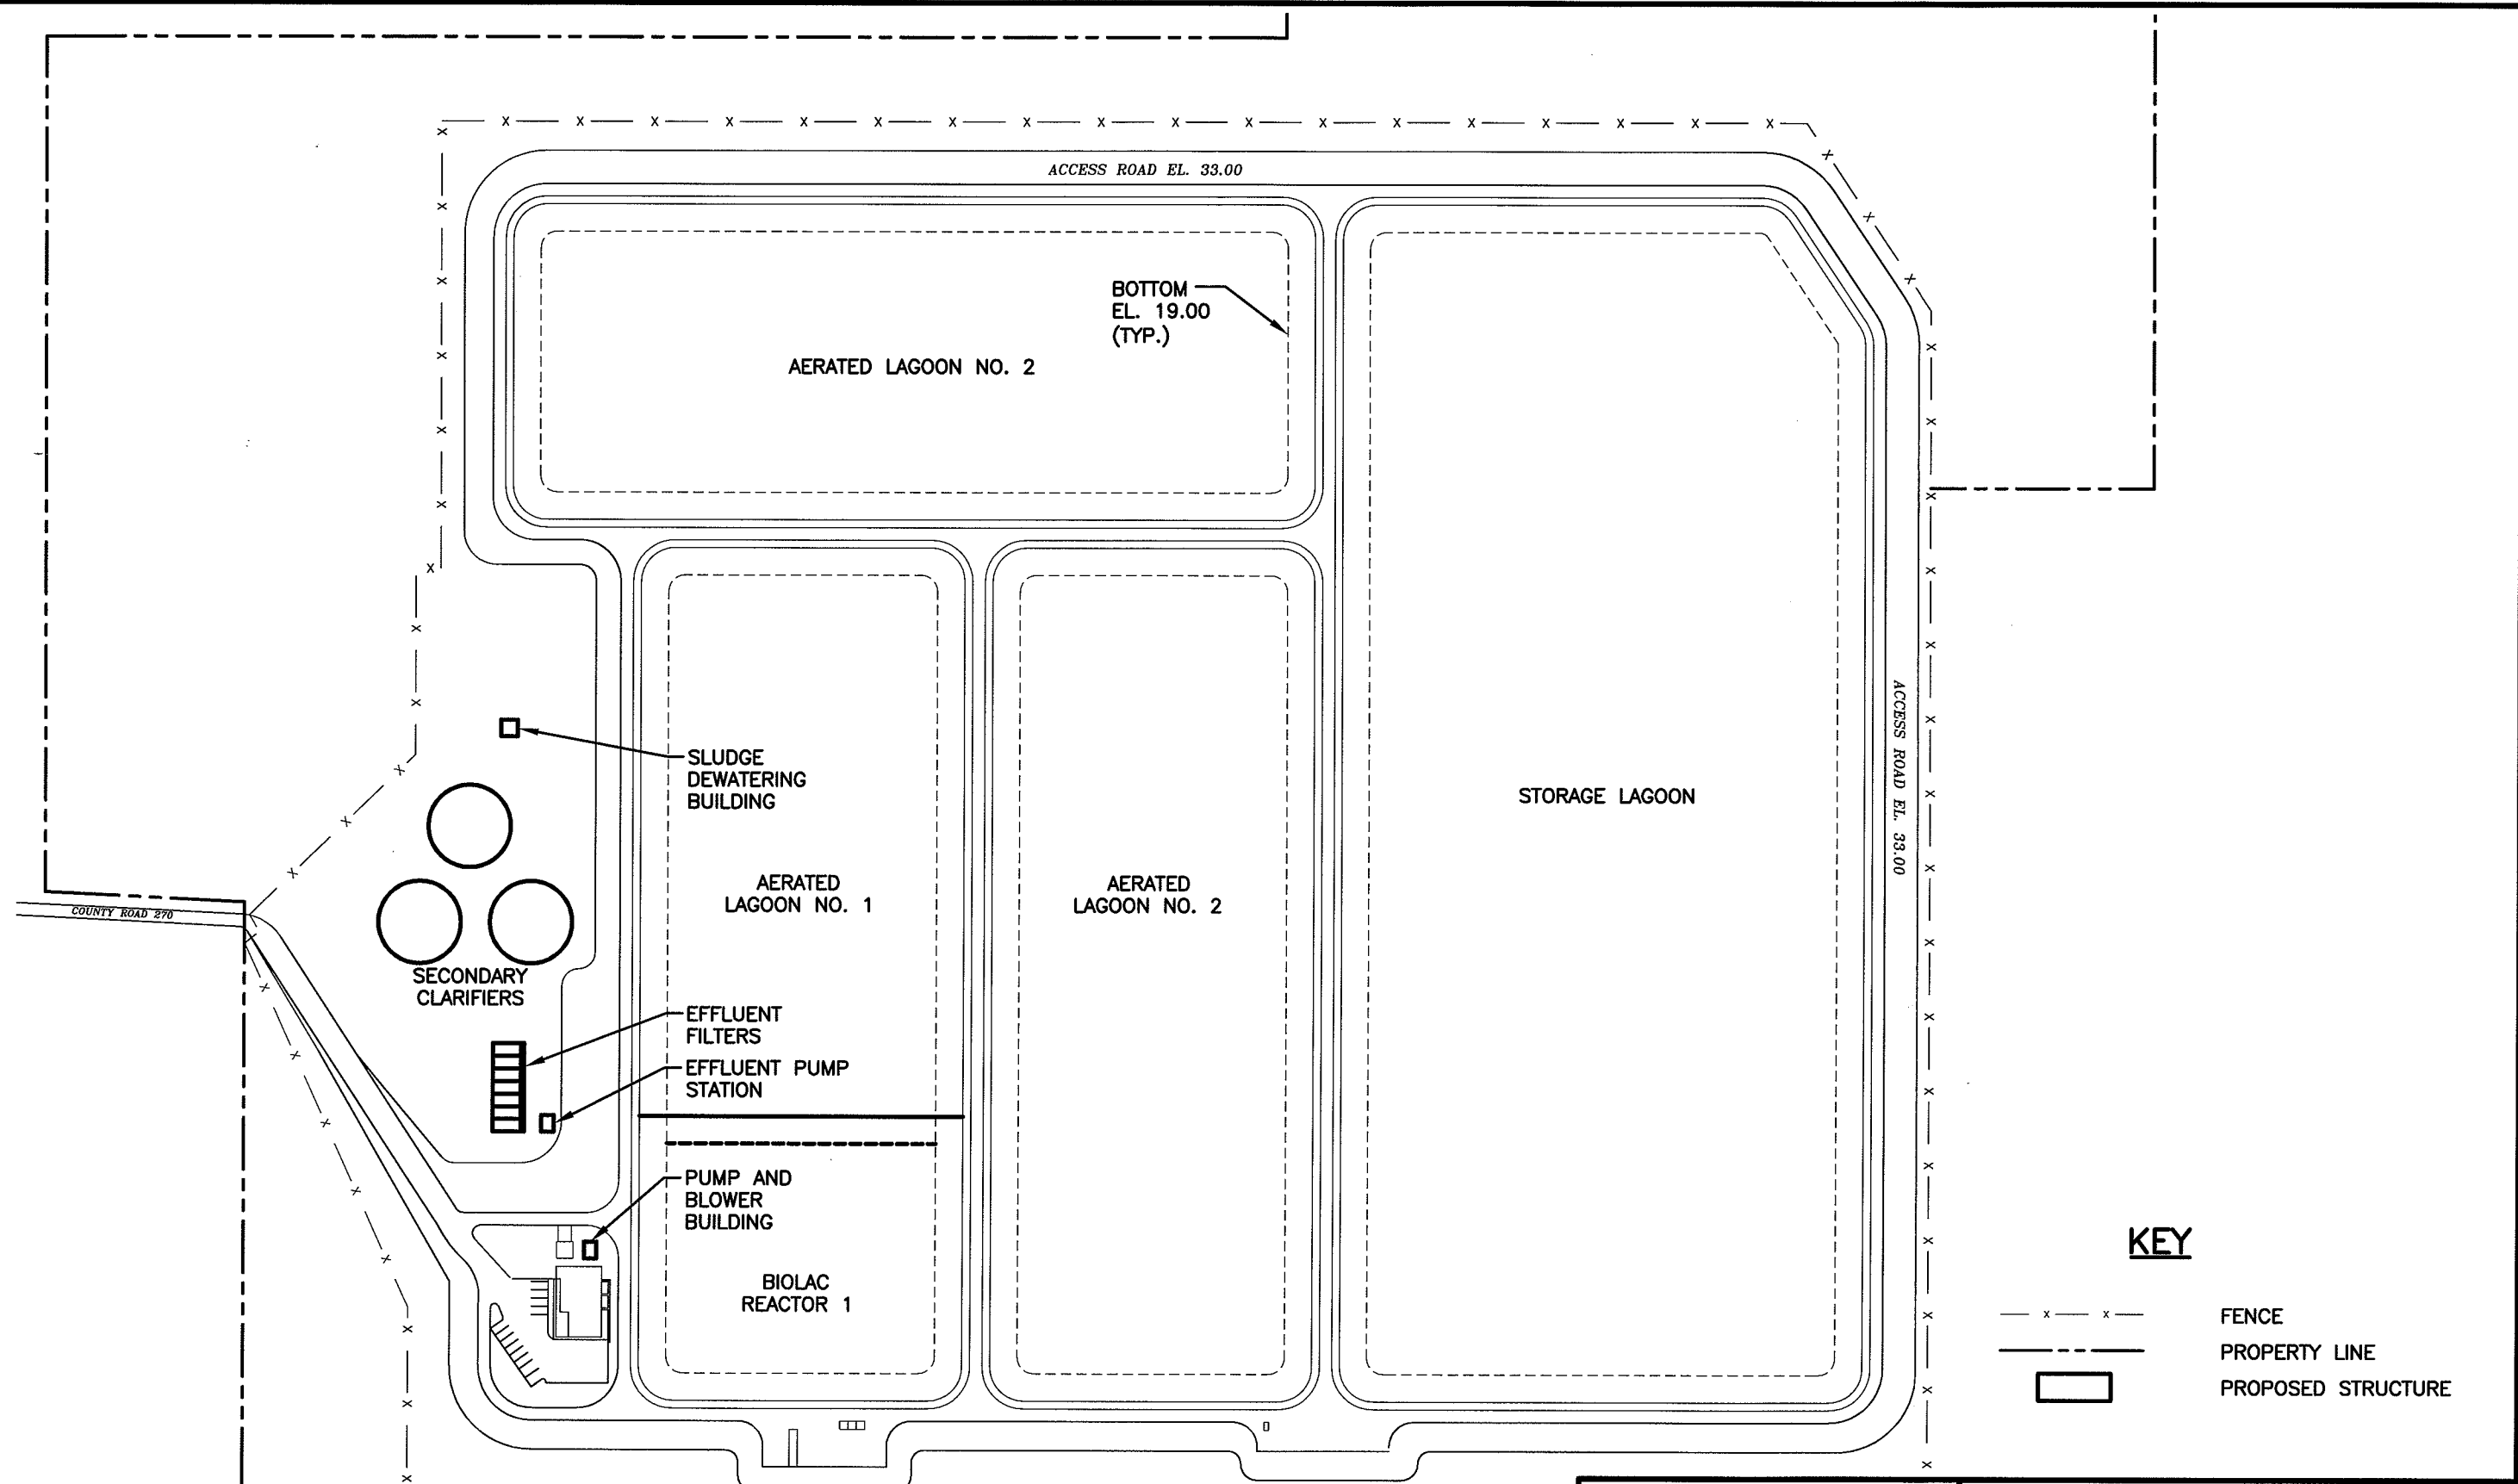 ACCESS ROAD EL. 33.00
BOTTOM
EL. 19.00
(TYP.)
AERATED LAGOON NO. 2
SLUDGE
DEWATERING
BUILDING
ACCESS ROAD EL. 33.00
STORAGE LAGOON
AERATED
LAGOON NO. 1
AERATED
LAGOON NO. 2
COUNTY ROAD 270
SECONDARY
CLARIFIERS
EFFLUENT
FILTERS
EFFLUENT PUMP
STATION
PUMP AND
BLOWER
BUILDING
BIOLAC
REACTOR 1
KEY
FENCE
PROPERTY LINE
PROPOSED STRUCTURE